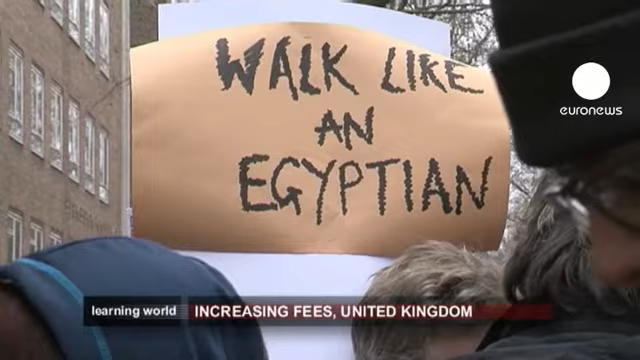 WALK LIKE
AN
EGYPTIAN
euronews
learning world
INCREASING FEES, UNITED KINGDOM